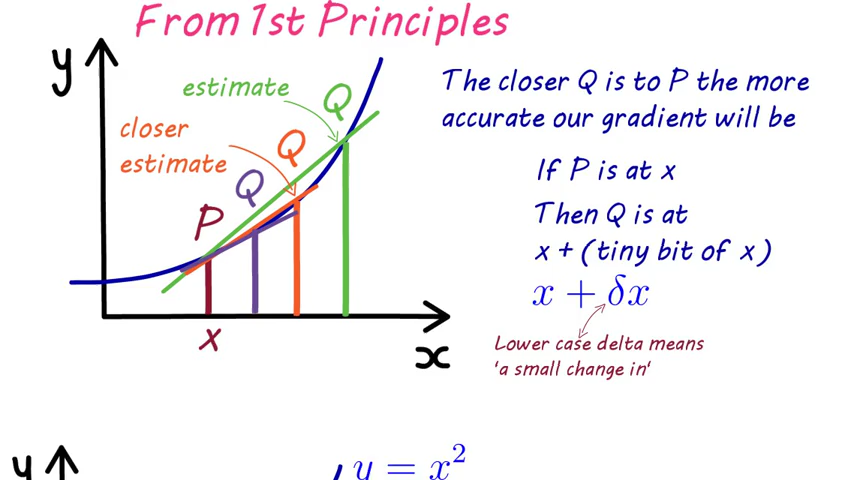 From 1st Principles
y
estimate
Q
closer
estimate
Q
Q
P
x
x
The closer Q is to P the more
accurate our gradient will be
If P is at x
Then Q is at
x + (tiny bit of x)
x + δx
Lower case delta means
'a small change in'
y
y = x²